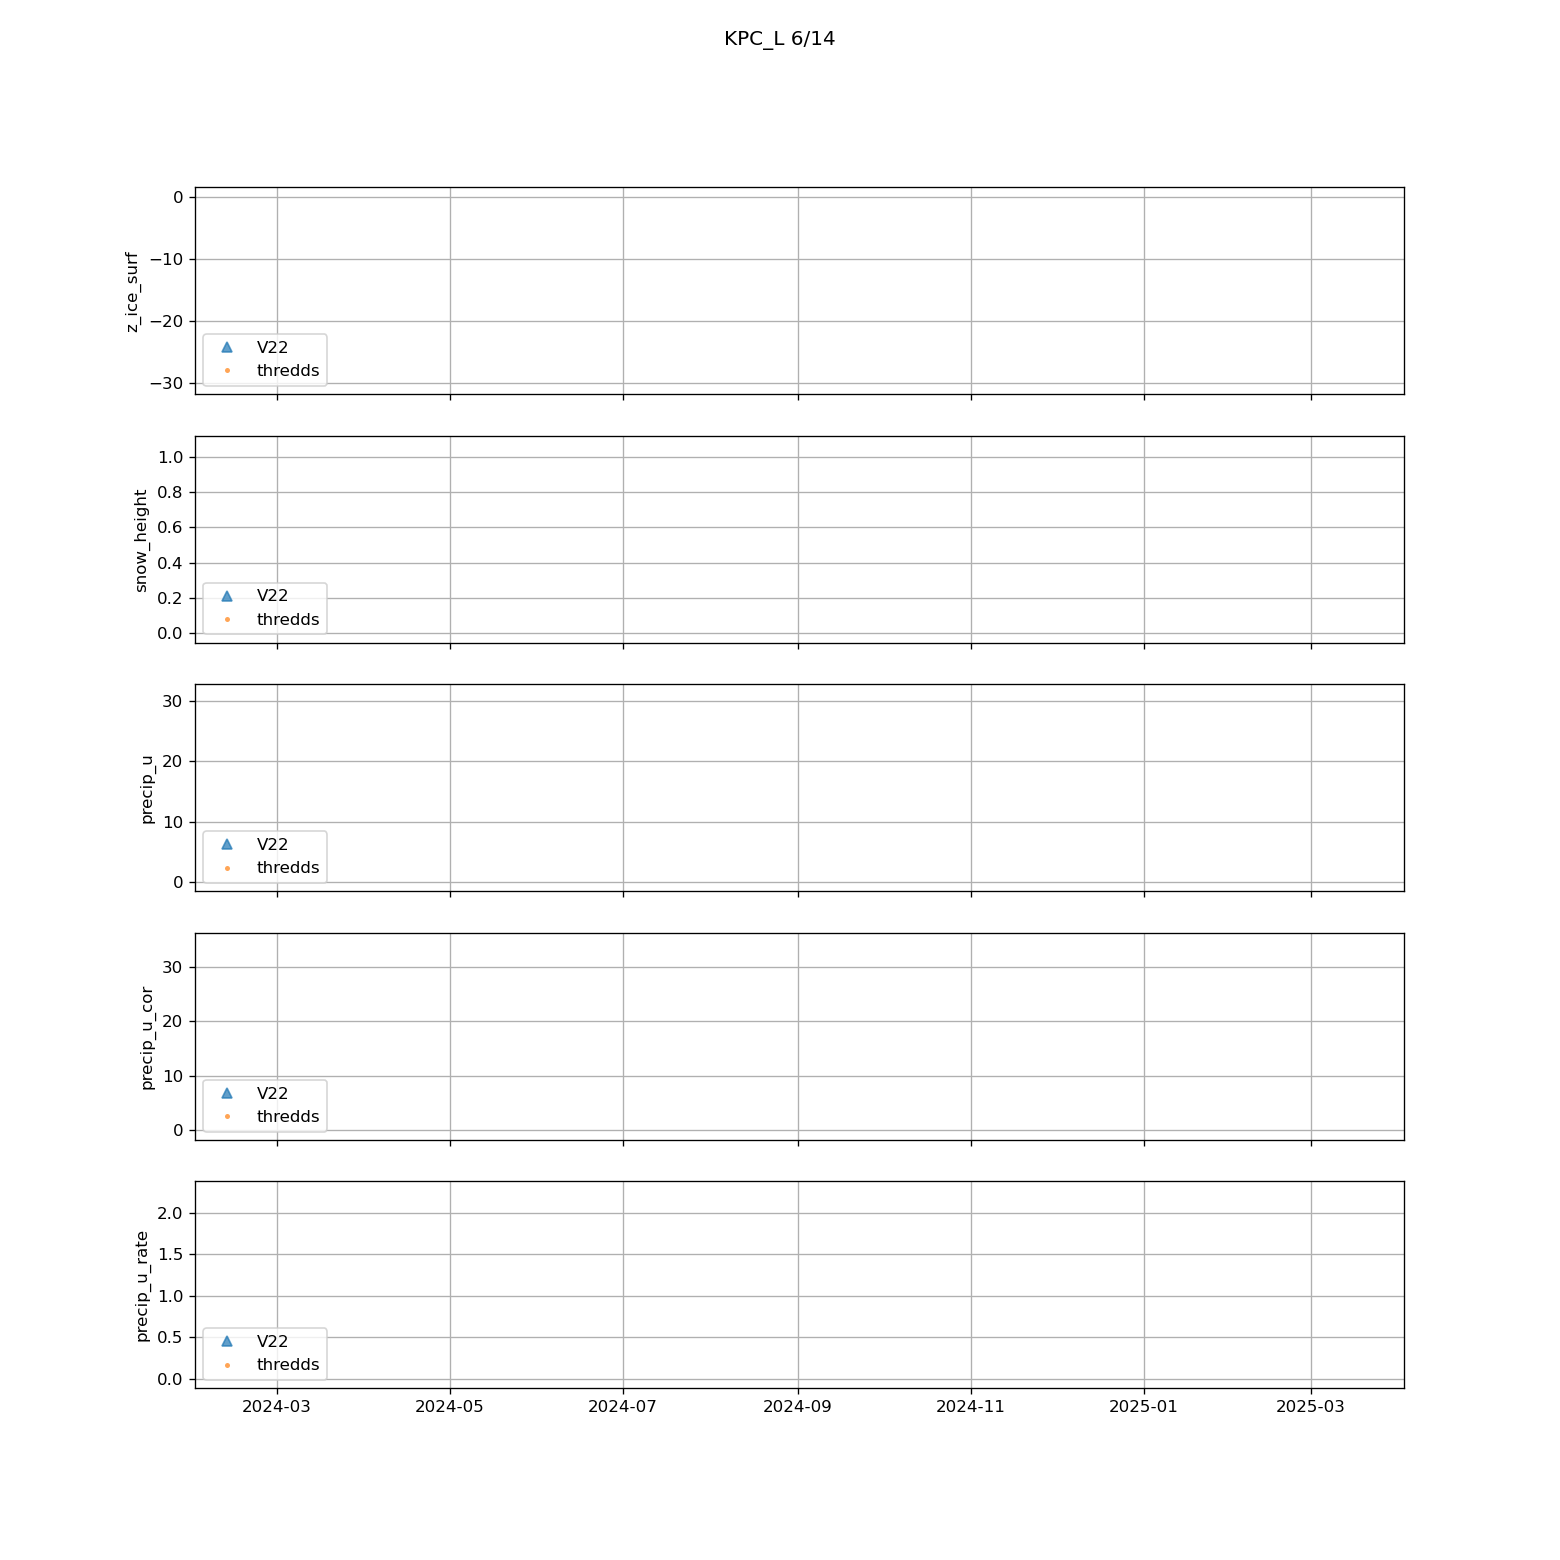 KPC_L 6/14
z_ice_surf
0
−10
−20
−30
V22
thredds
snow_height
1.0
0.8
0.6
0.4
0.2
0.0
V22
thredds
precip_u
30
20
10
0
V22
thredds
precip_u_cor
30
20
10
0
V22
thredds
precip_u_rate
2.0
1.5
1.0
0.5
0.0
V22
thredds
2024-03 2024-05 2024-07 2024-09 2024-11 2025-01 2025-03